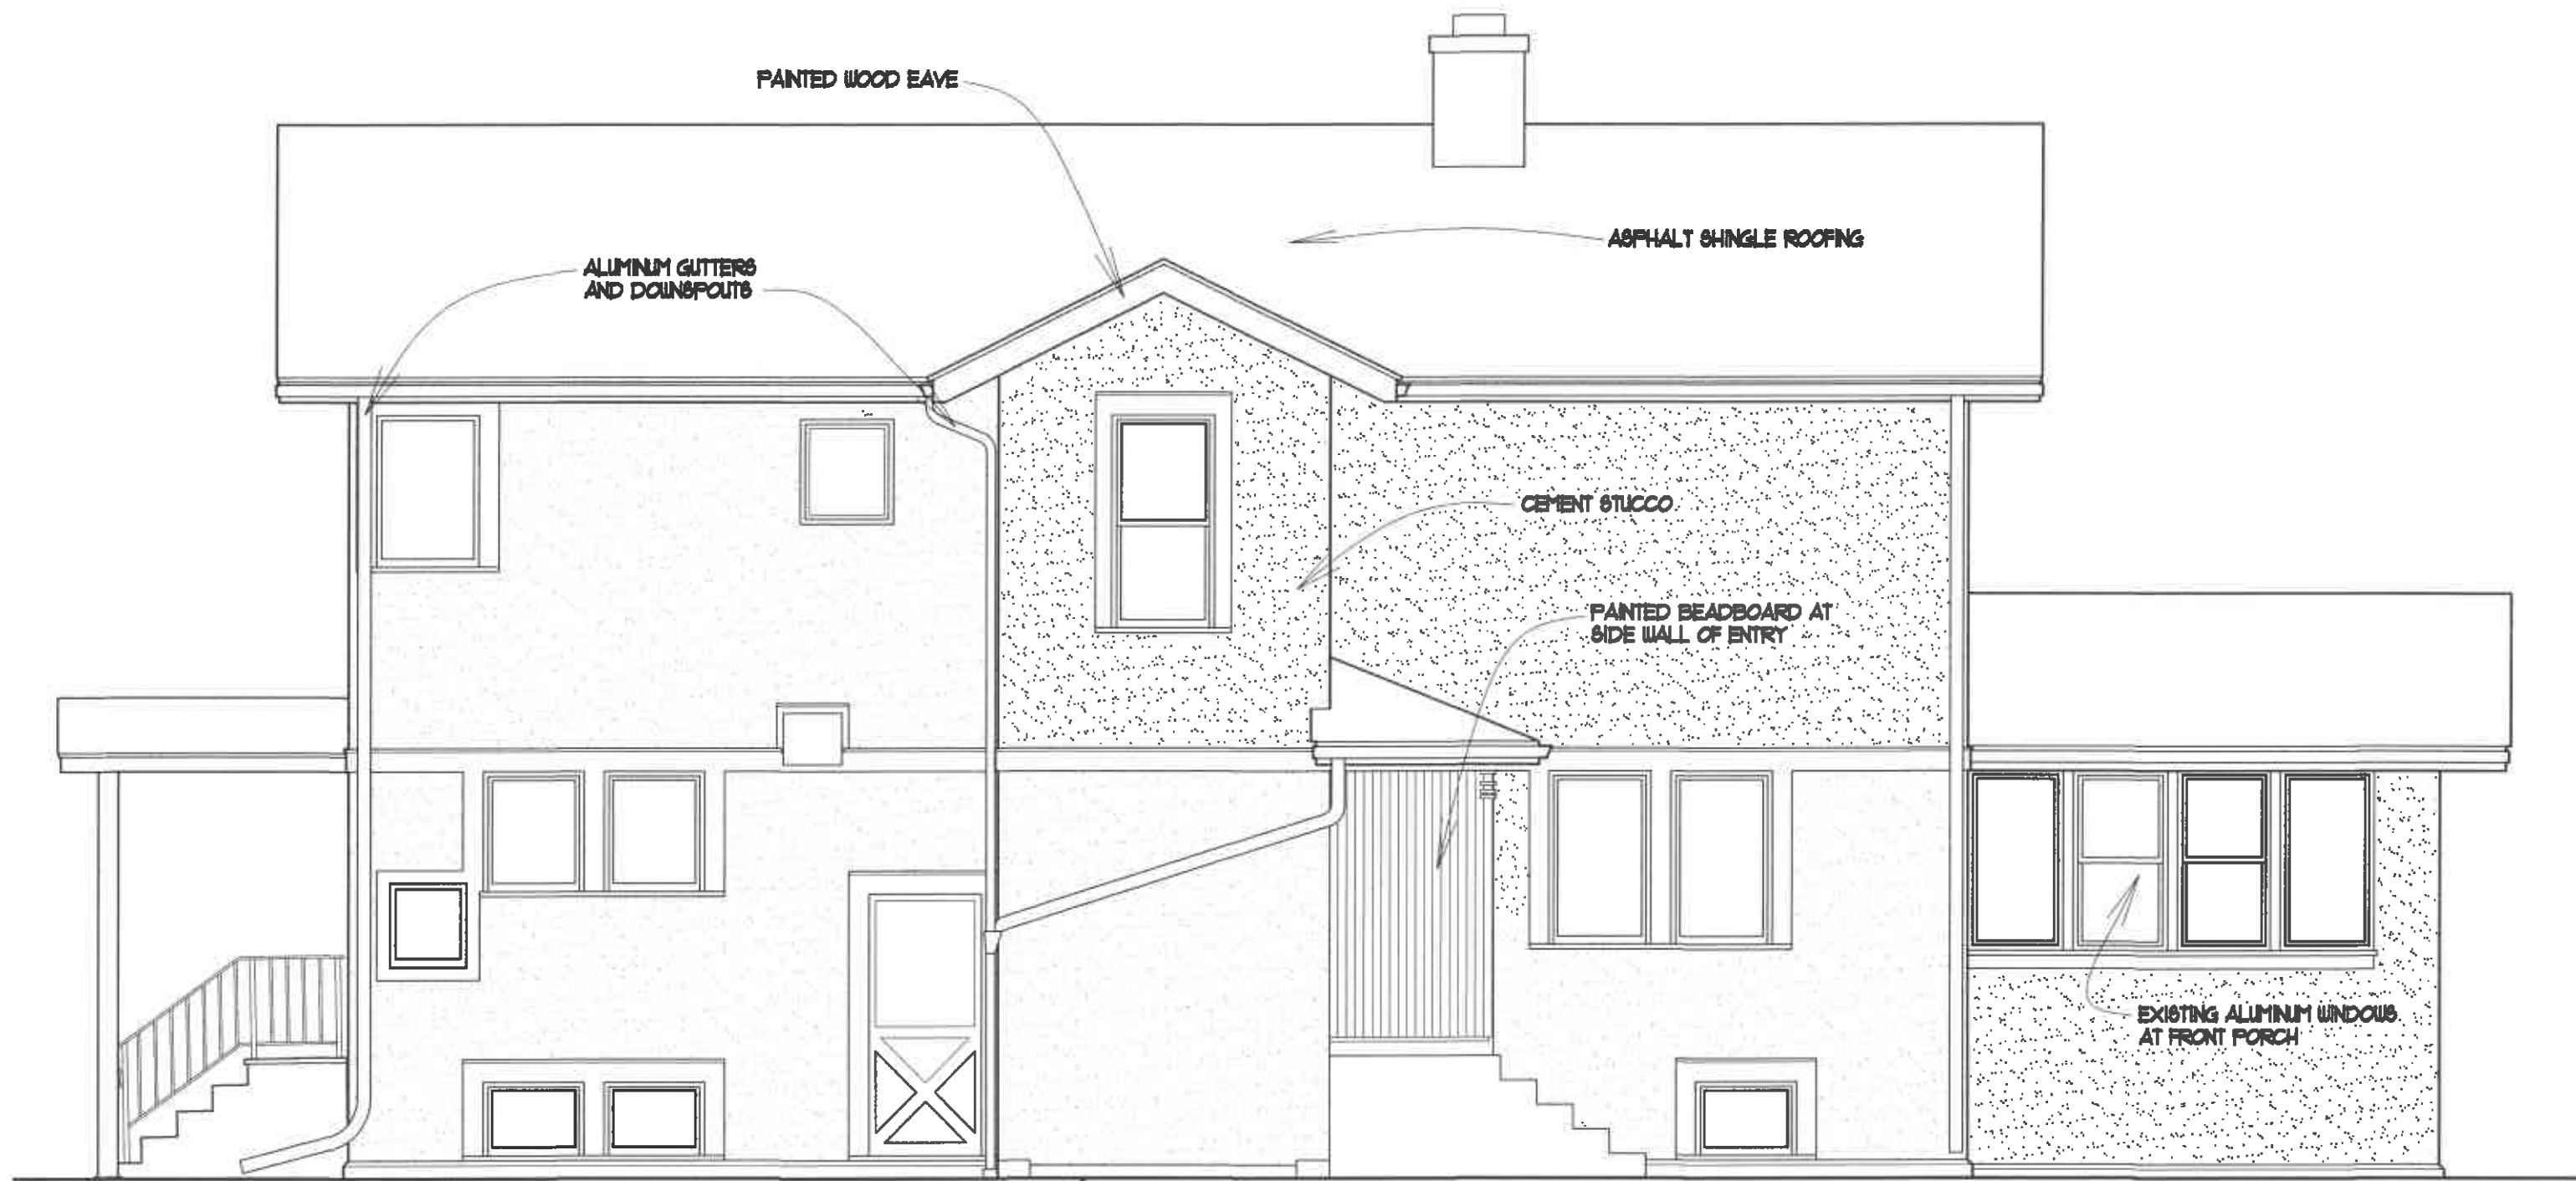 PAINTED WOOD EAVE
ASPHALT SHINGLE ROOFING
ALUMINUM GUTTERS
AND DOWNSPOUTS
CEMENT STUCCO
PAINTED BEADBOARD AT
SIDE WALL OF ENTRY
EXISTING ALUMINUM WINDOWS
AT FRONT PORCH